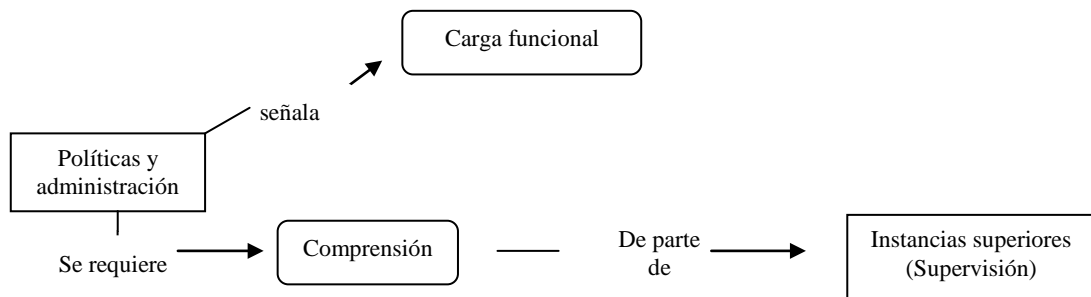 Carga funcional
señala
Políticas y
administración
Se requiere
Comprensión
De parte
de
Instancias superiores
(Supervisión)